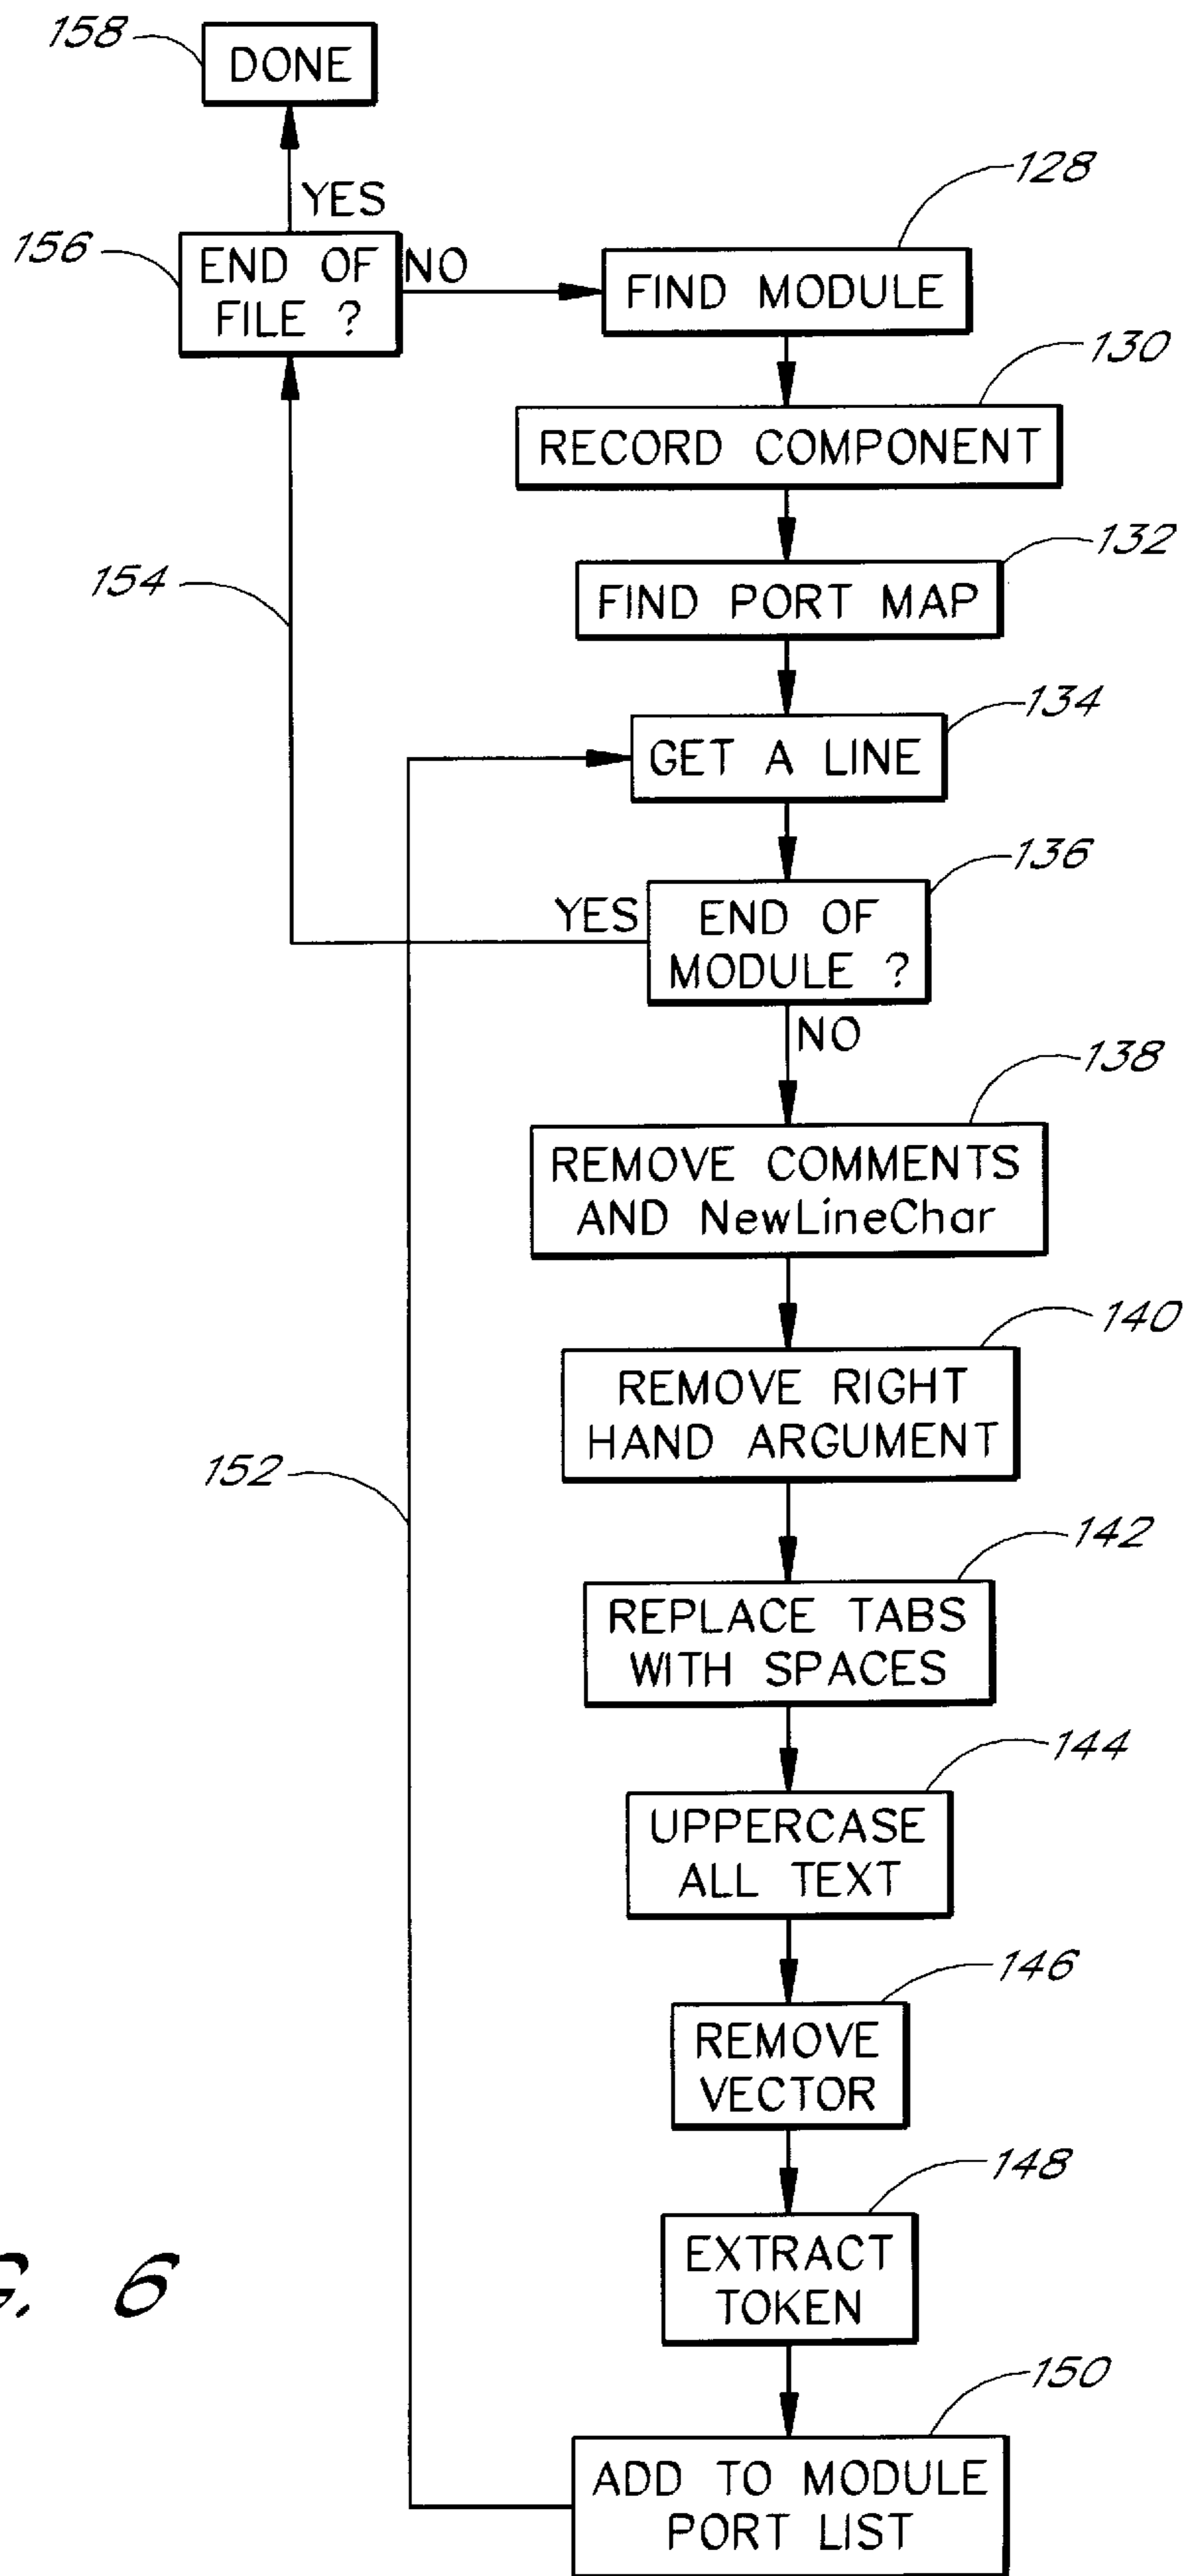 158
DONE
YES
128
156
END OF
FILE ?
NO
FIND MODULE
130
RECORD COMPONENT
132
FIND PORT MAP
154
134
GET A LINE
136
YES
END OF
MODULE ?
NO
138
REMOVE COMMENTS
AND NewLineChar
140
REMOVE RIGHT
HAND ARGUMENT
152
142
REPLACE TABS
WITH SPACES
144
UPPERCASE
ALL TEXT
146
REMOVE
VECTOR
148
EXTRACT
TOKEN
G. 6
150
ADD TO MODULE
PORT LIST